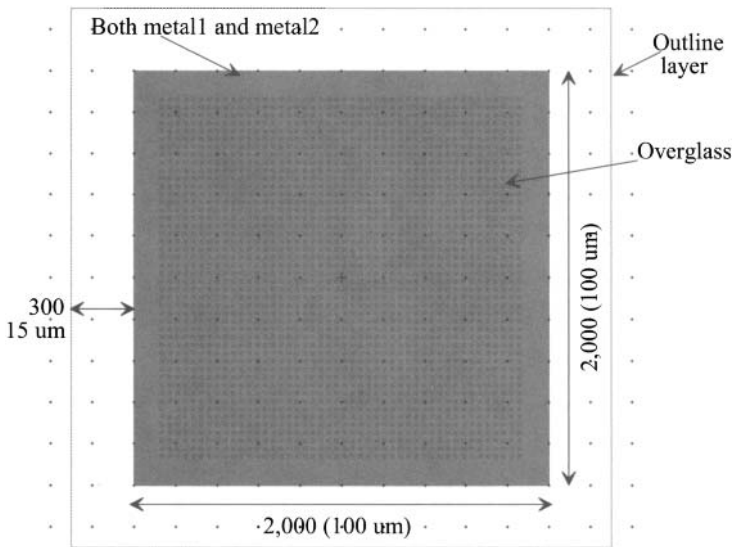 Both metal1 and metal2
Outline
layer
Overglass
300
15 um
2,000 (100 um)
2,000 (100 um)